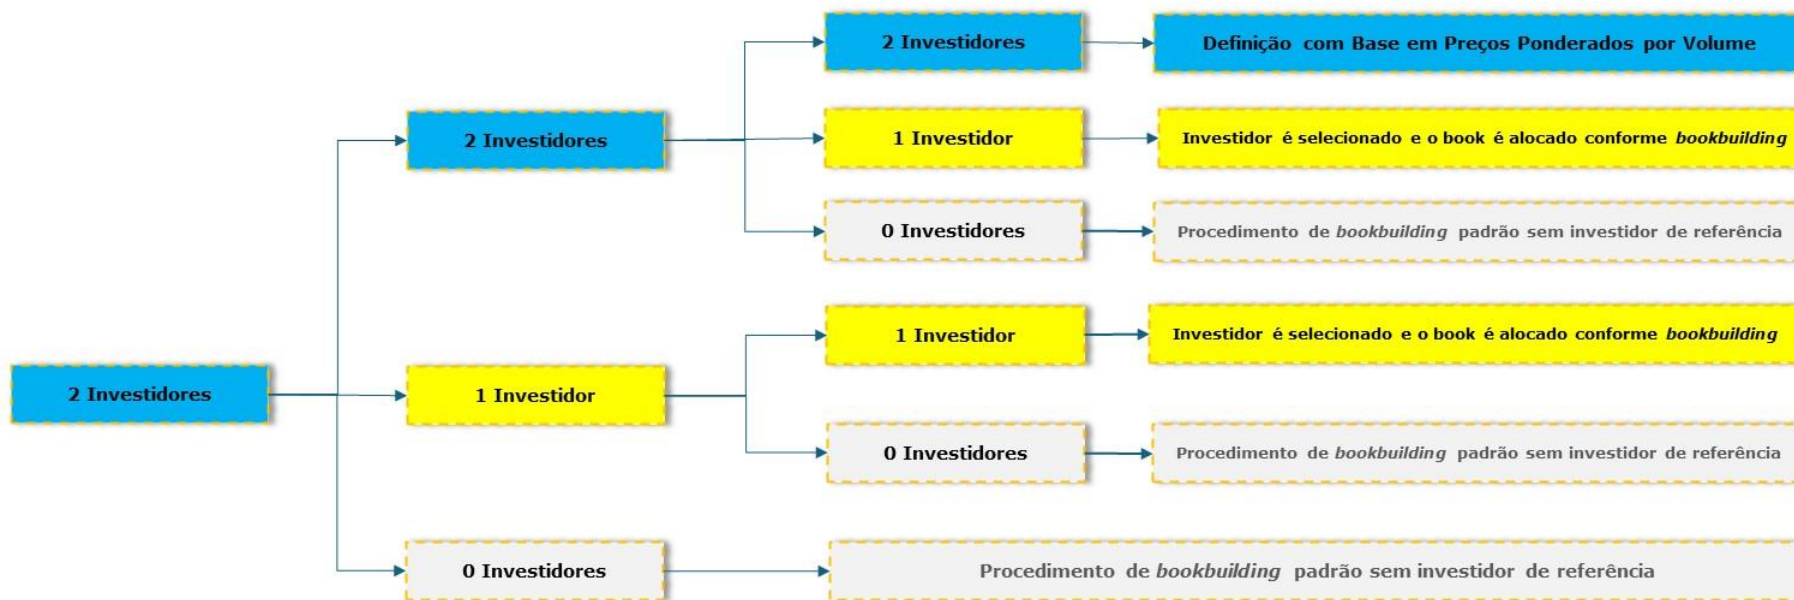 2 Investidores
Definição com Base em Preços Ponderados por Volume
2 Investidores
1 Investidor
Investidor é selecionado e o book é alocado conforme bookbuilding
0 Investidores
Procedimento de bookbuilding padrão sem investidor de referência
1 Investidor
Investidor é selecionado e o book é alocado conforme bookbuilding
2 Investidores
1 Investidor
0 Investidores
Procedimento de bookbuilding padrão sem investidor de referência
0 Investidores
Procedimento de bookbuilding padrão sem investidor de referência